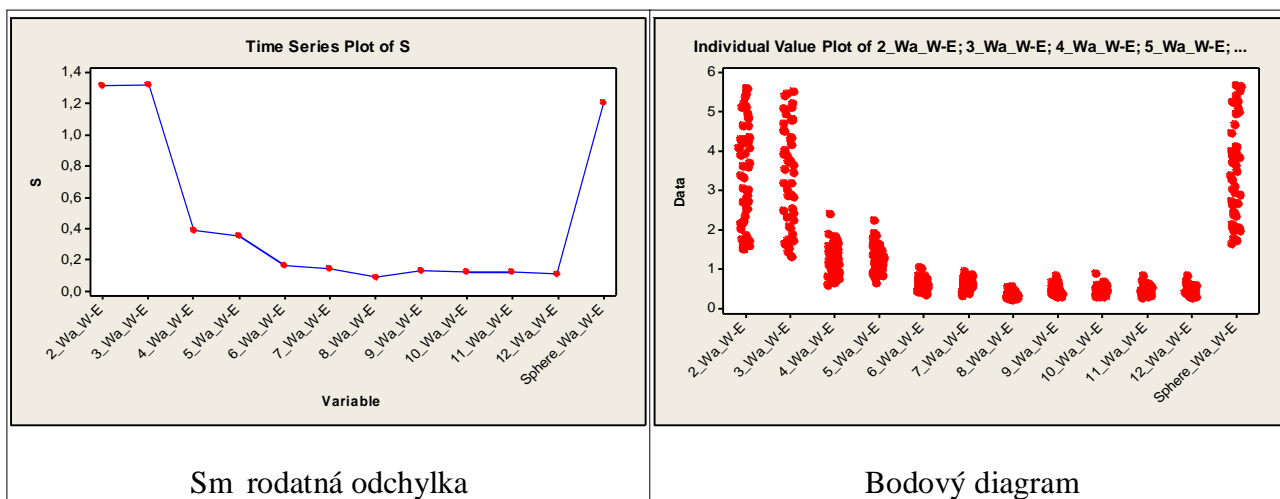 Time Series Plot of S
1,4
1,2
1,0
0,8
0,6
0,4
0,2
0,0
S
2_Wa_W-E
3_Wa_W-E
4_Wa_W-E
5_Wa_W-E
6_Wa_W-E
7_Wa_W-E
8_Wa_W-E
9_Wa_W-E
10_Wa_W-E
11_Wa_W-E
12_Wa_W-E
Sphere_Wa_W-E
Variable
Sm rodatná odchylka
Individual Value Plot of 2_Wa_W-E; 3_Wa_W-E; 4_Wa_W-E; 5_Wa_W-E; ...
6
5
4
3
2
1
0
Data
2_Wa_W-E
3_Wa_W-E
4_Wa_W-E
5_Wa_W-E
6_Wa_W-E
7_Wa_W-E
8_Wa_W-E
9_Wa_W-E
10_Wa_W-E
11_Wa_W-E
12_Wa_W-E
Sphere_Wa_W-E
Bodový diagram